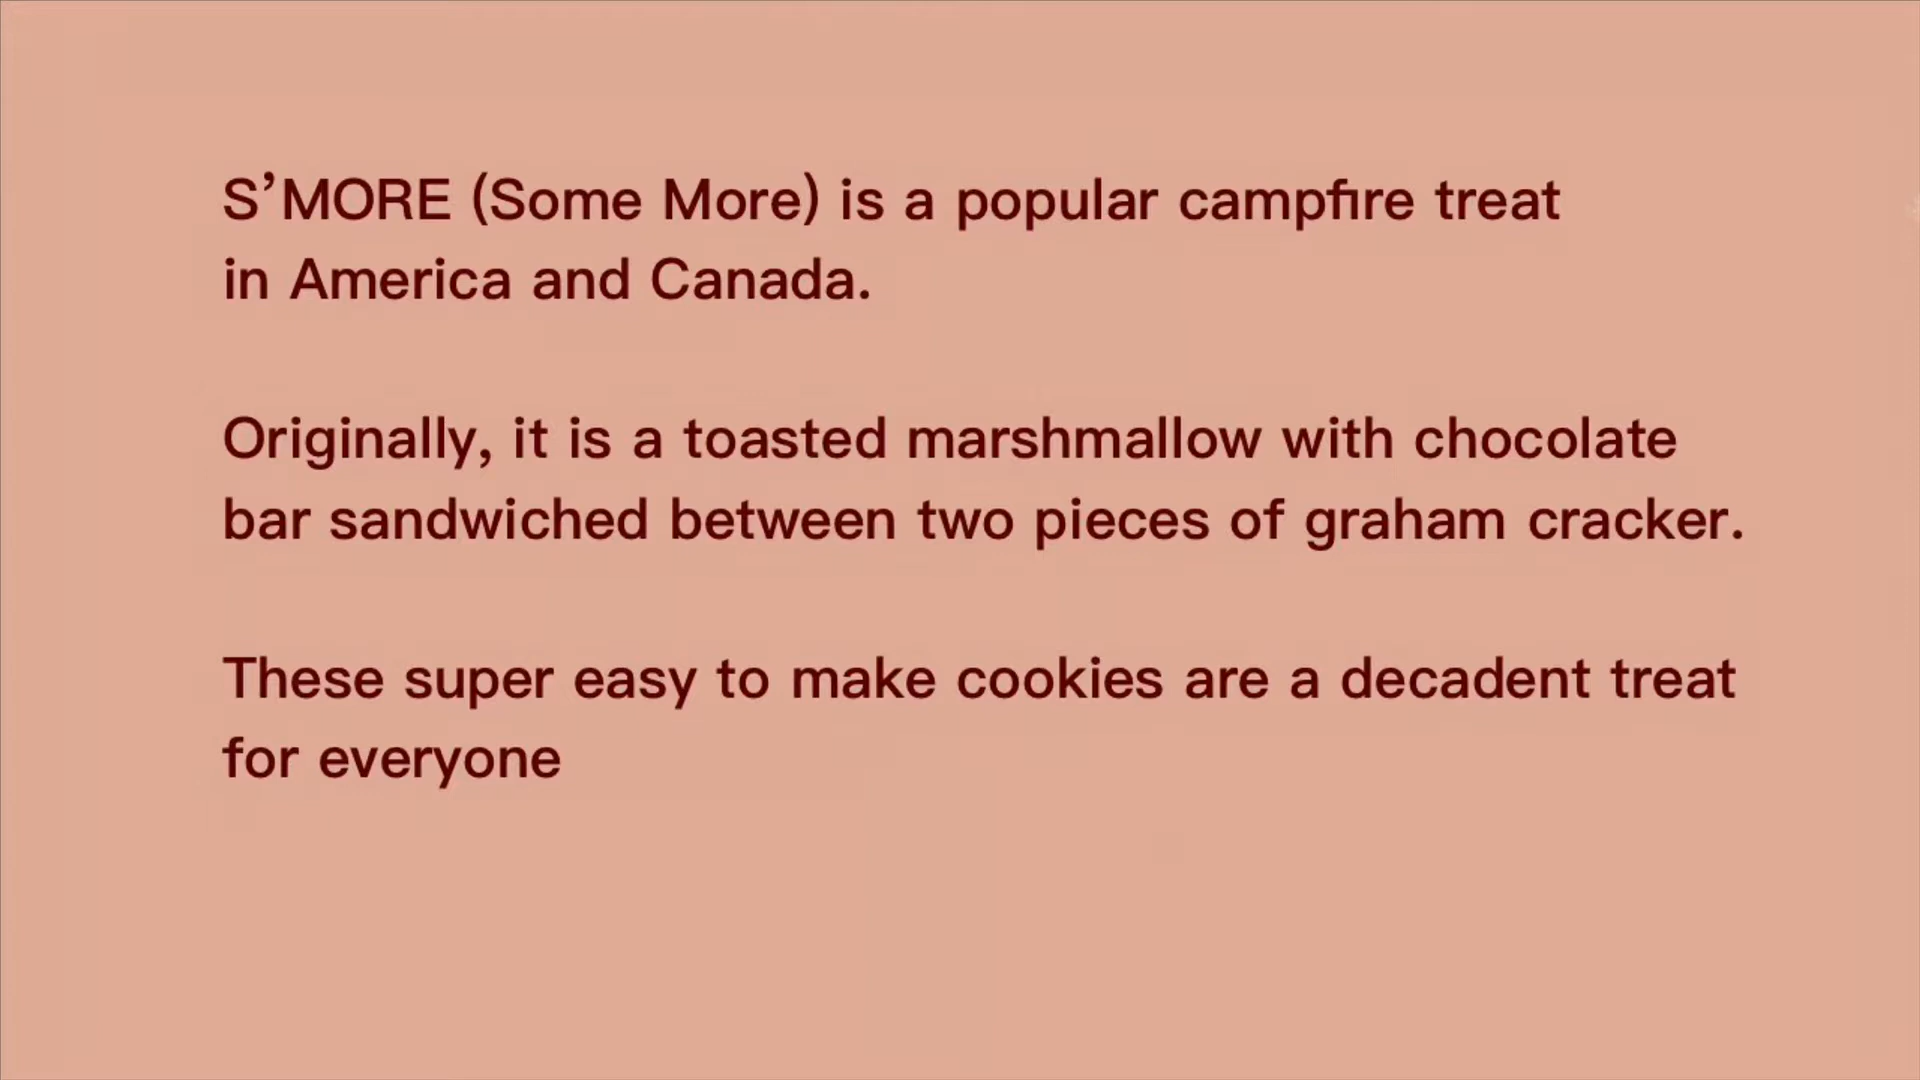 S’MORE (Some More) is a popular campfire treat
in America and Canada.
Originally, it is a toasted marshmallow with chocolate
bar sandwiched between two pieces of graham cracker.
These super easy to make cookies are a decadent treat
for everyone